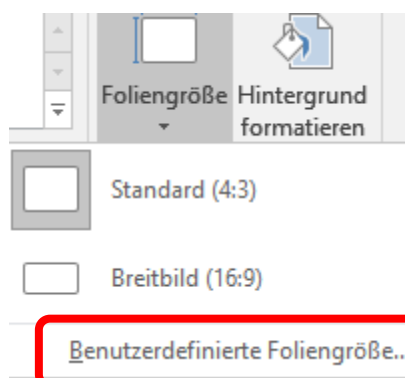 Foliengröße Hintergrund
formatieren
Standard (4:3)
Breitbild (16:9)
Benutzerdefinierte Foliengröße..